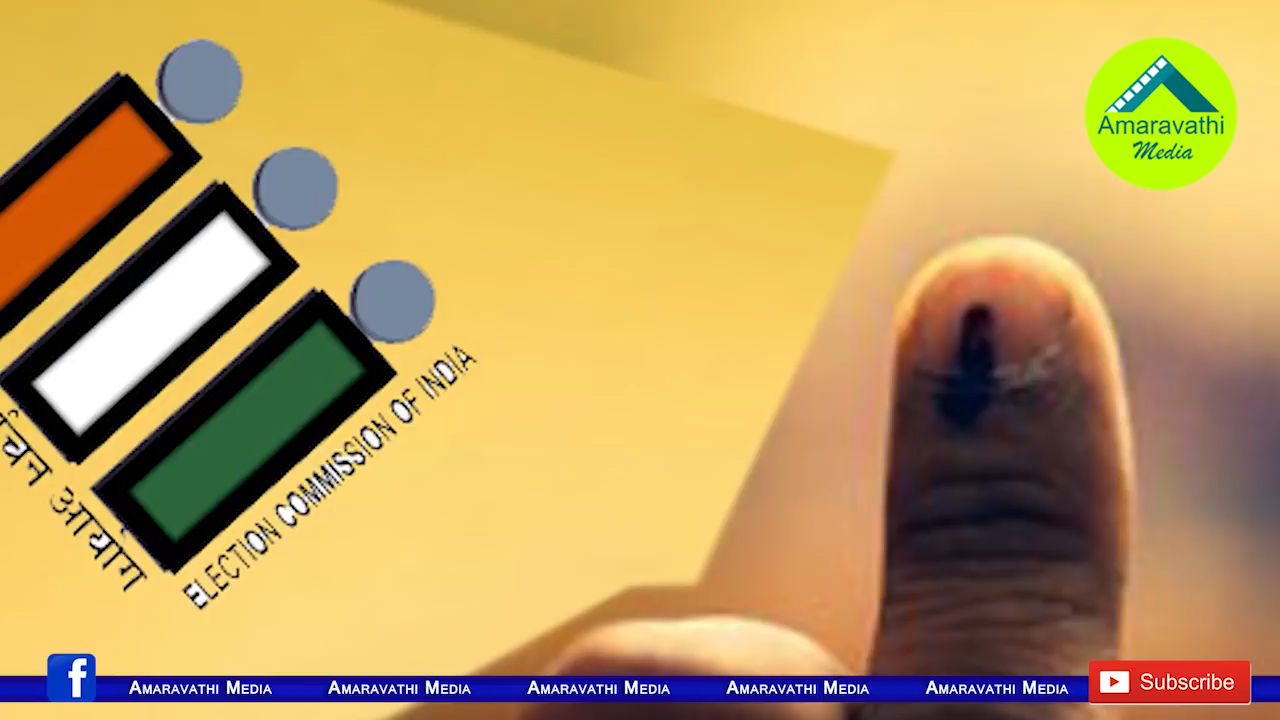 Amaravathi
Media
आयोग
ELECTION COMMISSION OF INDIA
f
AMARAVATHI MEDIA AMARAVATHI MEDIA AMARAVATHI MEDIA AMARAVATHI MEDIA AMARAVATHI MEDIA
Subscribe